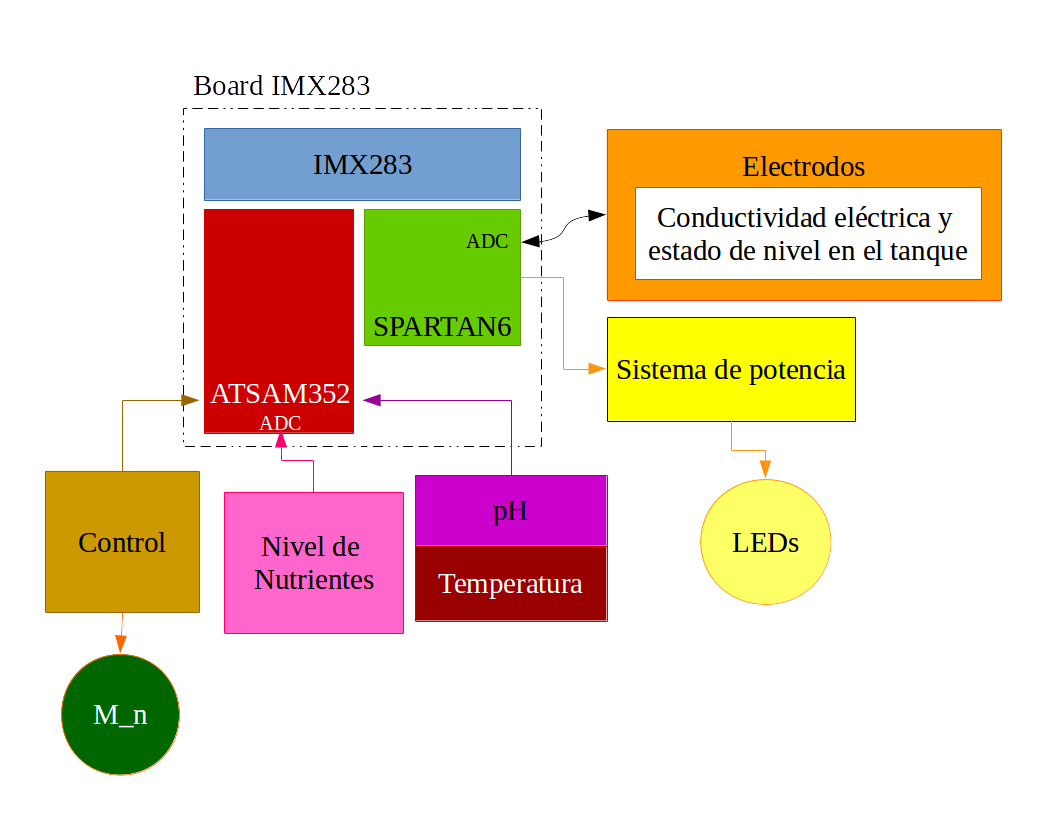 Board IMX283
IMX283
Electrodos
Conductividad eléctrica y
estado de nivel en el tanque
ADC
SPARTAN6
Sistema de potencia
ATSAM352
ADC
Control
Nivel de
Nutrientes
pH
Temperatura
LEDs
M_n